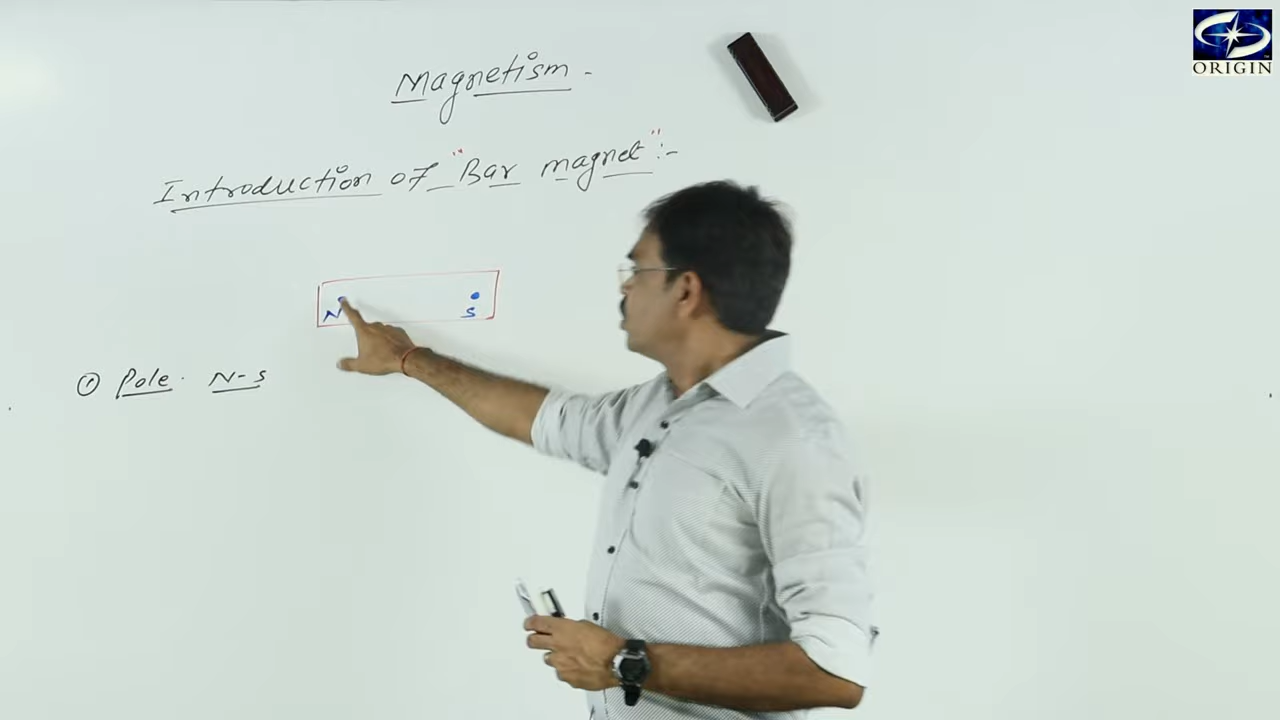 Magnetism -
Introduction of "Bar magnet" :-
N S
① Pole. N-S
ORIGIN